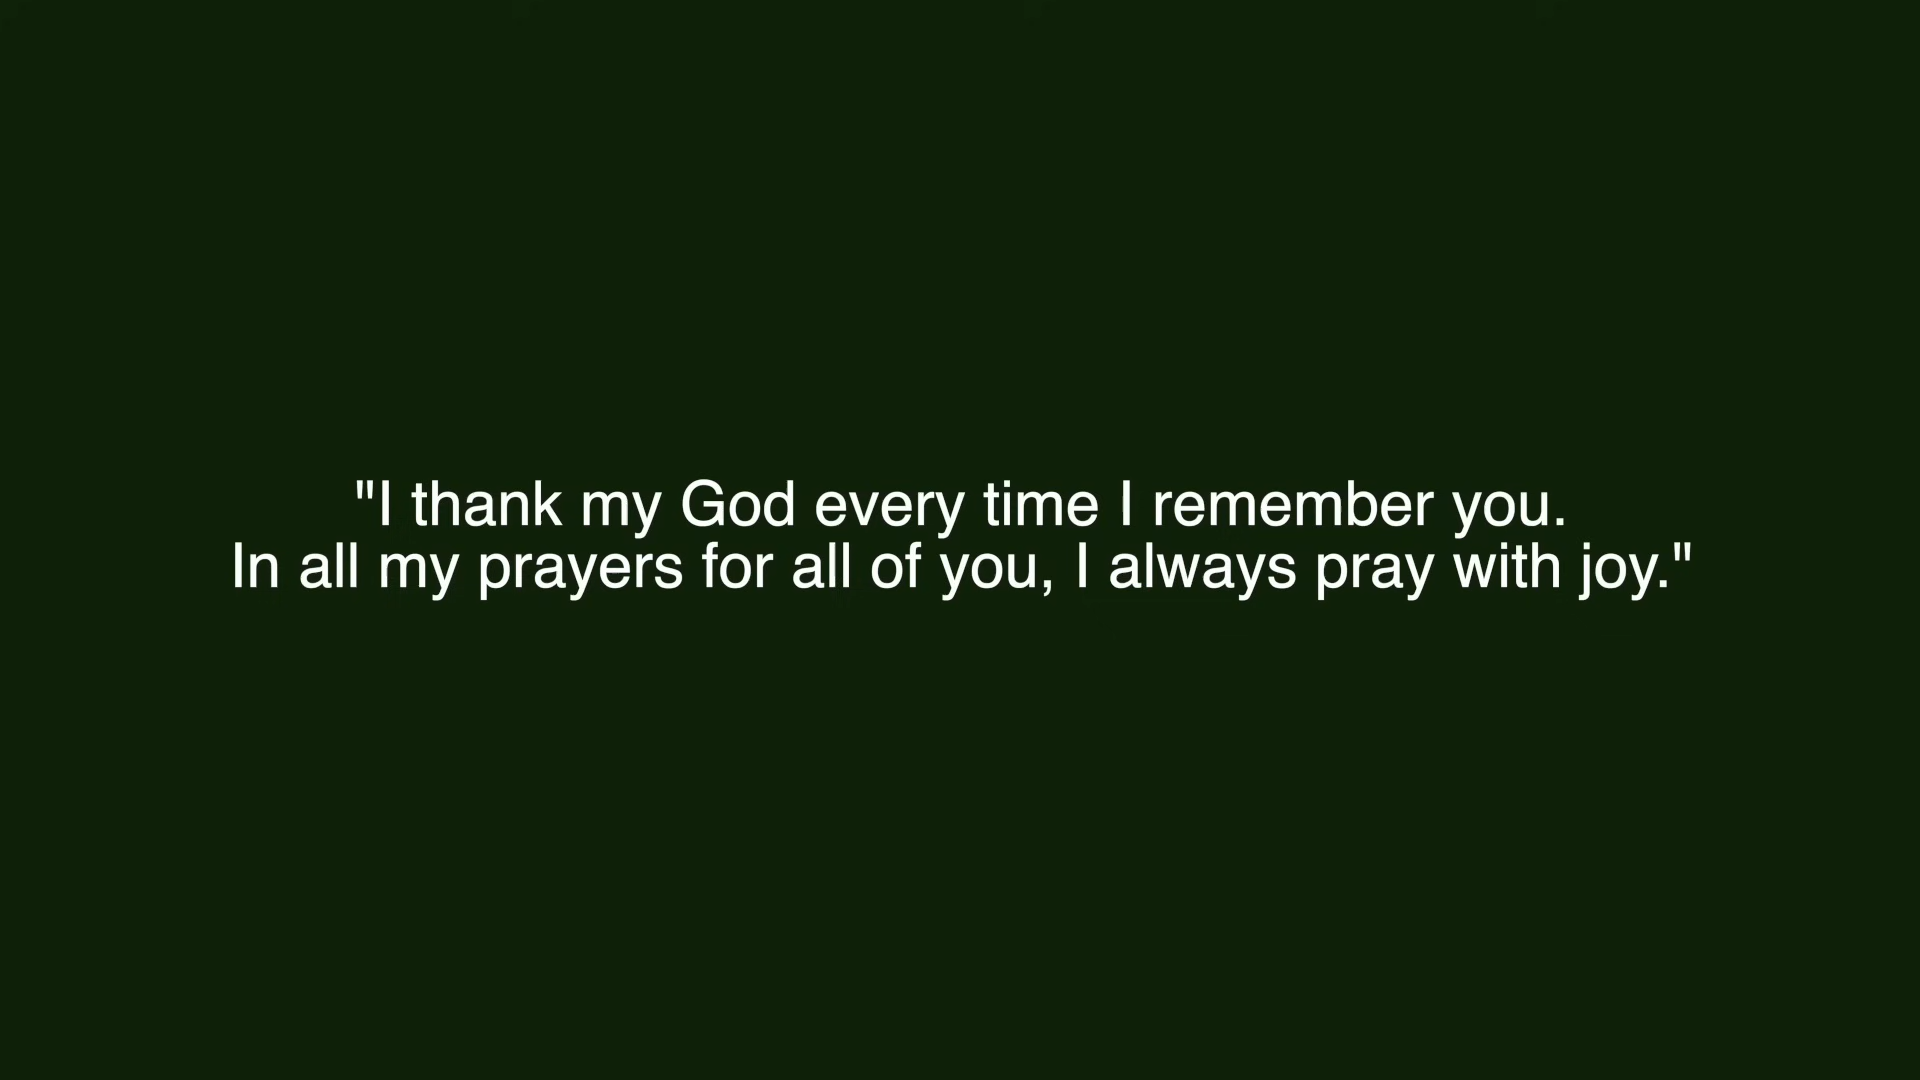 "I thank my God every time I remember you.
In all my prayers for all of you, I always pray with joy."